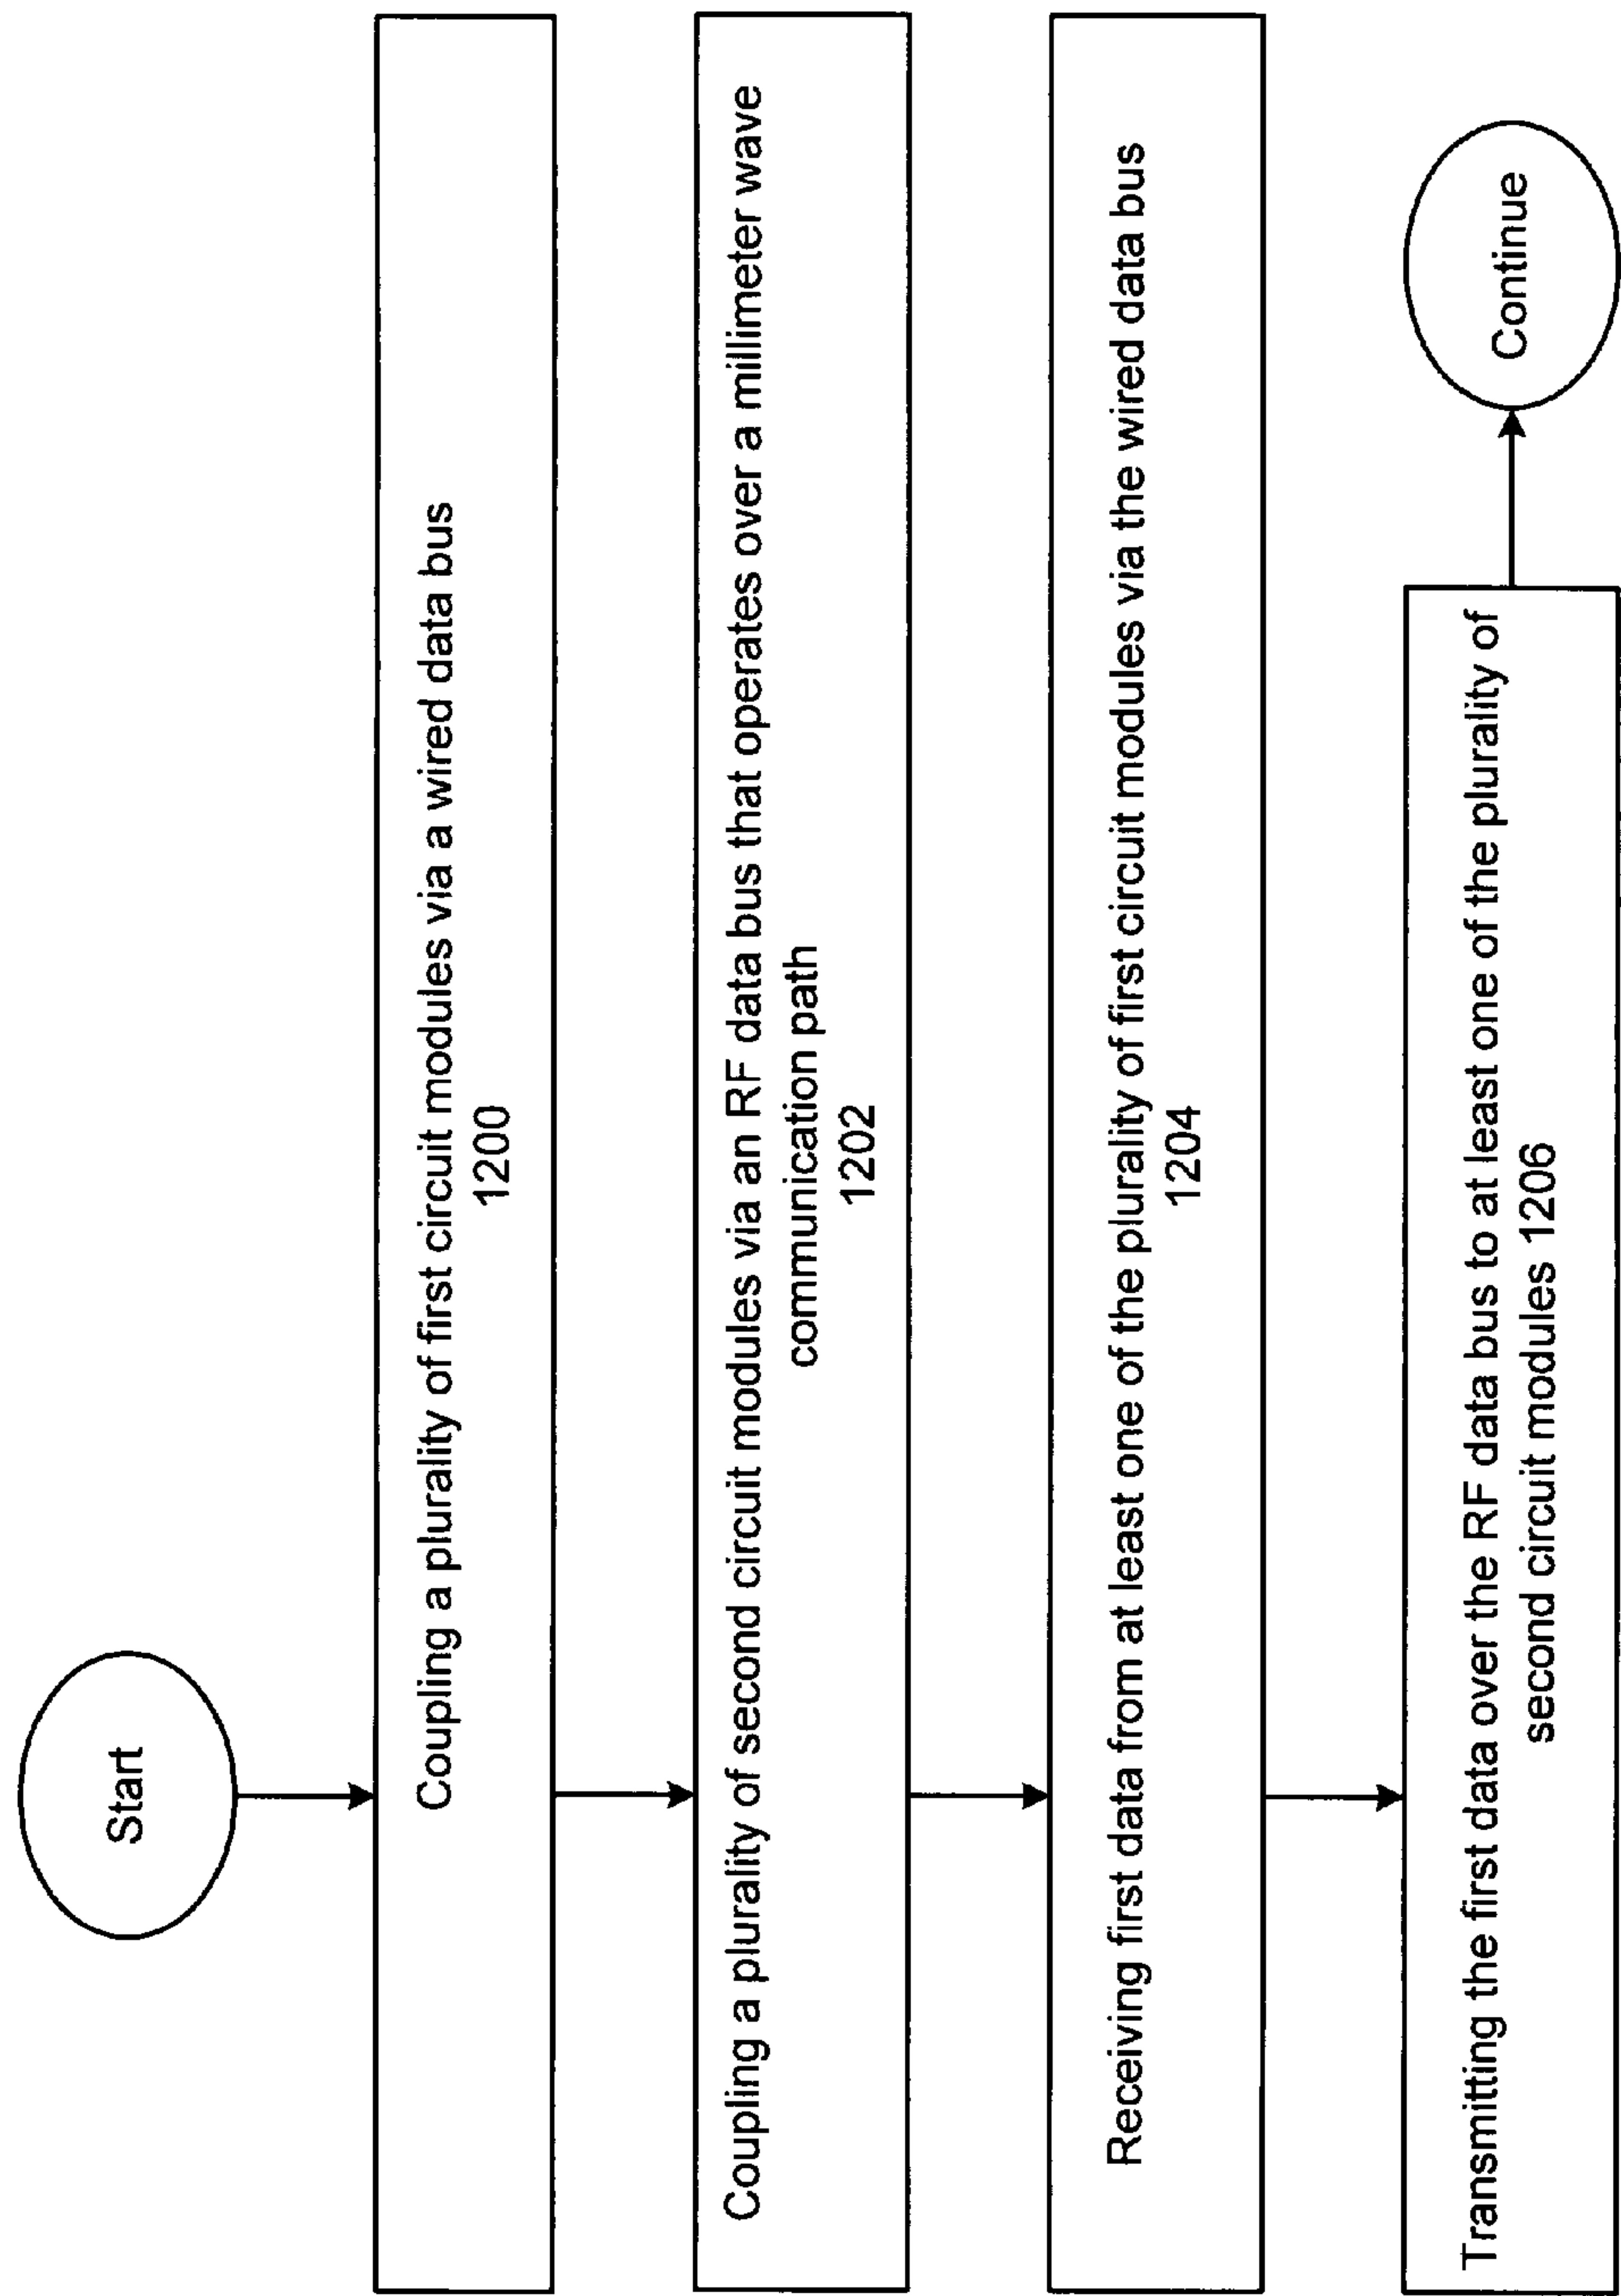 Start
Coupling a plurality of first circuit modules via a wired data bus
1200
Coupling a plurality of second circuit modules via an RF data bus that operates over a millimeter wave
communication path
1202
Receiving first data from at least one of the plurality of first circuit modules via the wired data bus
1204
Transmitting the first data over the RF data bus to at least one of the plurality of
second circuit modules 1206
Continue